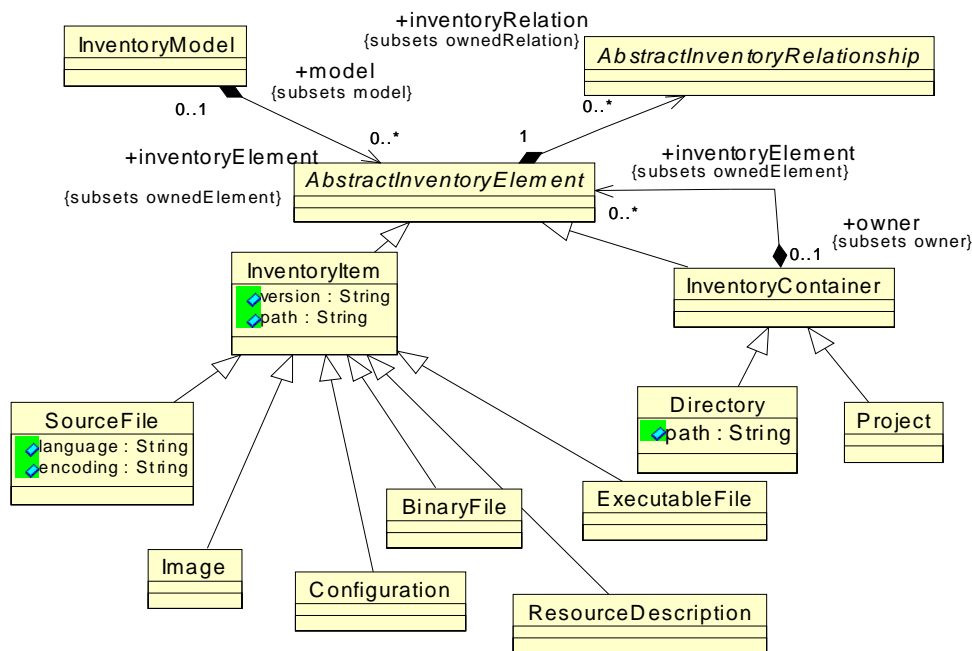 +inventoryRelation
{subsets ownedRelation}
InventoryModel
AbstractInventoryRelationship
+model
{subsets model}
0..1
0..*
1
0..*
+inventoryElement
{subsets ownedElement}
AbstractInventoryElement
+inventoryElement
{subsets ownedElement}
0..*
+owner
{subsets owner}
0..1
InventoryItem
version : String
path : String
InventoryContainer
SourceFile
language : String
encoding : String
Directory
path : String
Project
BinaryFile
ExecutableFile
Image
Configuration
ResourceDescription